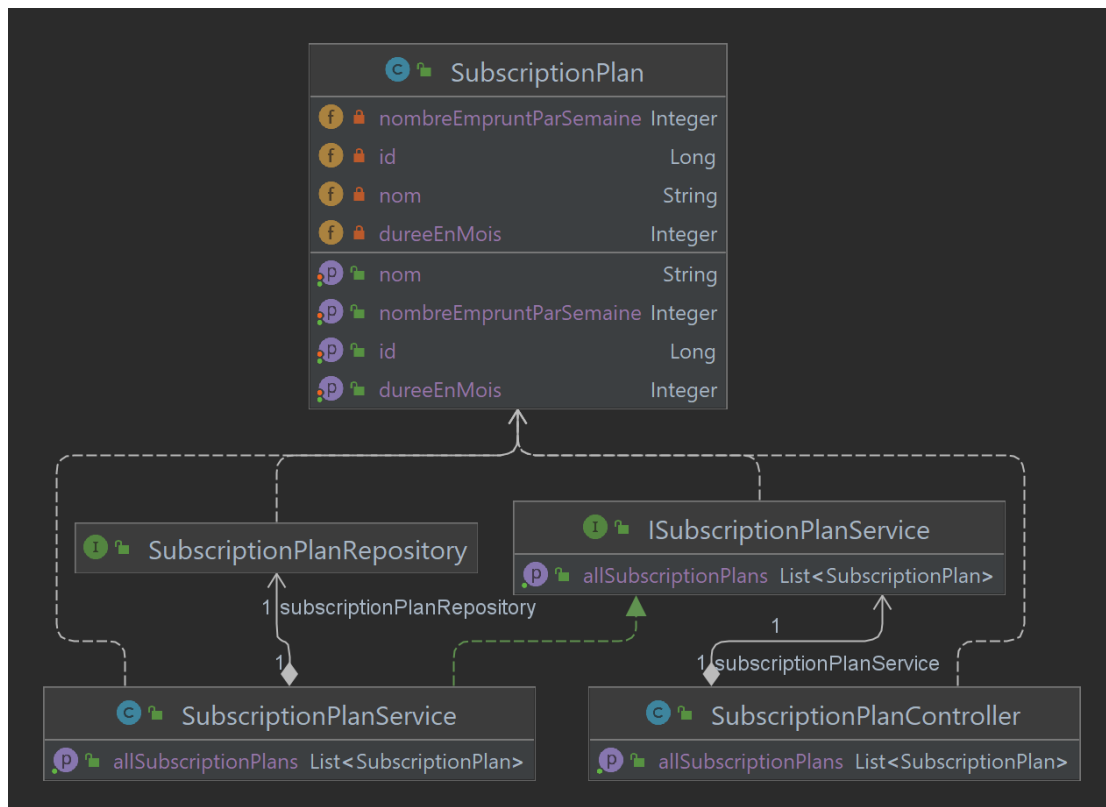 C SubscriptionPlan
f nombreEmpruntParSemaine Integer
f id Long
f nom String
f dureeEnMois Integer
p nom String
p nombreEmpruntParSemaine Integer
p id Long
p dureeEnMois Integer
I SubscriptionPlanRepository
I ISubscriptionPlanService
p allSubscriptionPlans List<SubscriptionPlan>
1 subscriptionPlanRepository
1
1
1 subscriptionPlanService
C SubscriptionPlanService
p allSubscriptionPlans List<SubscriptionPlan>
C SubscriptionPlanController
p allSubscriptionPlans List<SubscriptionPlan>